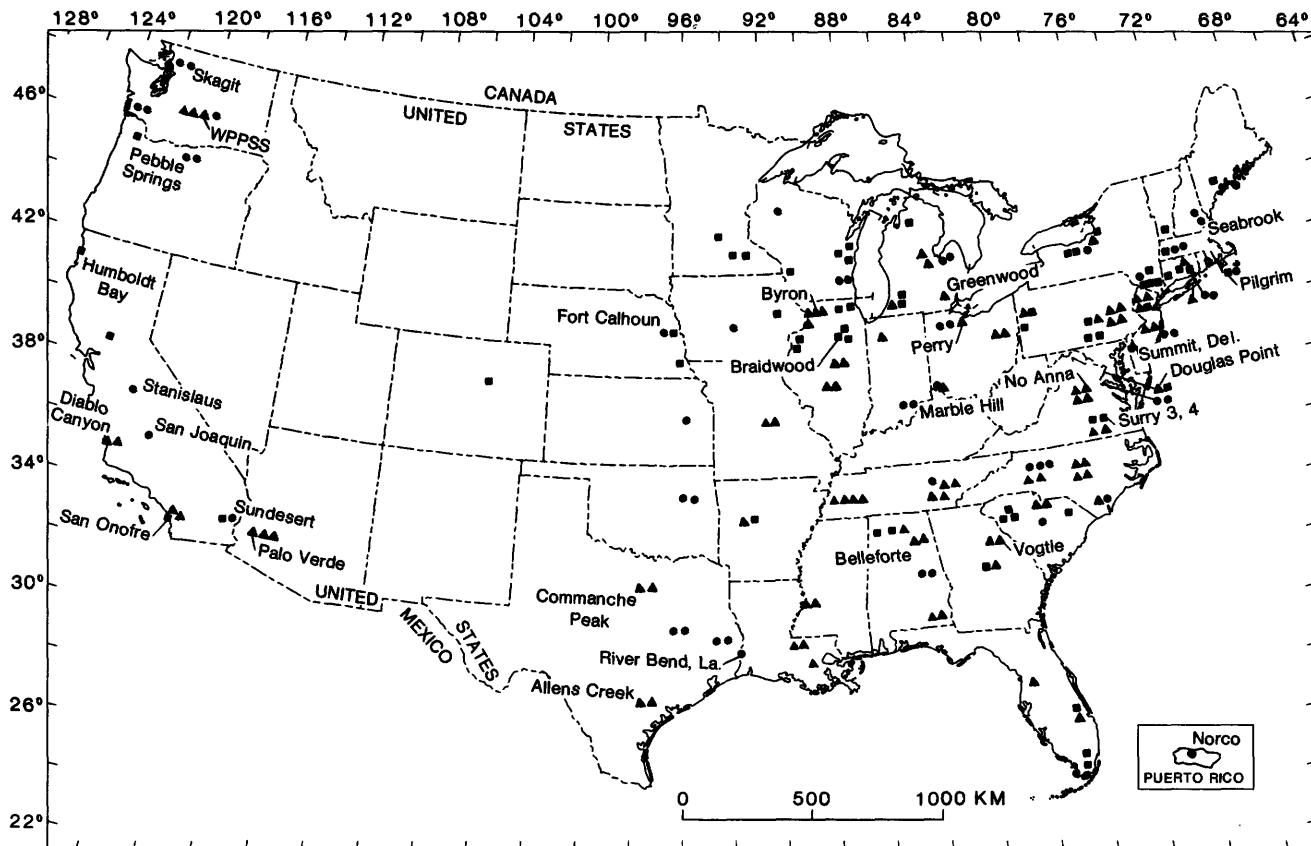 128° 124° 120° 116° 112° 108° 104° 100° 96° 92° 88° 84° 80° 76° 72° 68° 64°
46°
42°
38°
34°
30°
26°
22°
CANADA
UNITED
STATES
Skagit
WPPSS
Pebble
Springs
Humboldt
Bay
Stanislaus
Diablo
Canyon
San Joaquin
San Onofre
Sundesert
Palo Verde
UNITED
STATES
MEXICO
Fort Calhoun
Byron
Braidwood
Greenwood
Perry
Marble Hill
Seabrook
Pilgrim
Summit, Del.
Douglas Point
No Anna
Surry 3, 4
Belleforte
Vogtle
Commanche
Peak
River Bend, La.
Allens Creek
Norco
PUERTO RICO
0 500 1000 KM